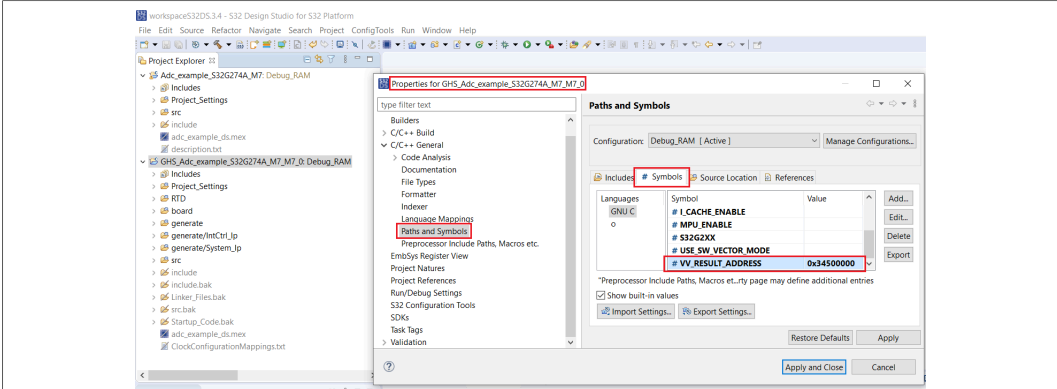 workspaceS32DS.3.4 - S32 Design Studio for S32 Platform
File Edit Source Refactor Navigate Search Project ConfigTools Run Window Help
Project Explorer
Adc_example_S32G274A_M7: Debug_RAM
Includes
Project_Settings
src
include
adc_example_ds.mex
description.txt
GHS_Adc_example_S32G274A_M7_M7_0: Debug_RAM
Includes
Project_Settings
RTD
board
generate
generate/IntCtrl_Ip
generate/System_Ip
src
include
include.bak
Linker_Files.bak
src.bak
Startup_Code.bak
adc_example_ds.mex
ClockConfigurationMappings.txt
Properties for GHS_Adc_example_S32G274A_M7_M7_0
type filter text
Builders
C/C++ Build
C/C++ General
Code Analysis
Documentation
File Types
Formatter
Indexer
Language Mappings
Paths and Symbols
Preprocessor Include Paths, Macros etc.
EmbSys Register View
Project Natures
Project References
Run/Debug Settings
S32 Configuration Tools
SDKs
Task Tags
Validation
Paths and Symbols
Configuration: Debug_RAM [ Active ] Manage Configurations...
Includes # Symbols Source Location References
Languages
GNU C
o
Symbol Value
# I_CACHE_ENABLE
# MPU_ENABLE
# S32G2XX
# USE_SW_VECTOR_MODE
# VV_RESULT_ADDRESS 0x34500000
Add...
Edit...
Delete
Export
"Preprocessor Include Paths, Macros et...rty page may define additional entries
Show built-in values
Import Settings... Export Settings...
Restore Defaults Apply
Apply and Close Cancel